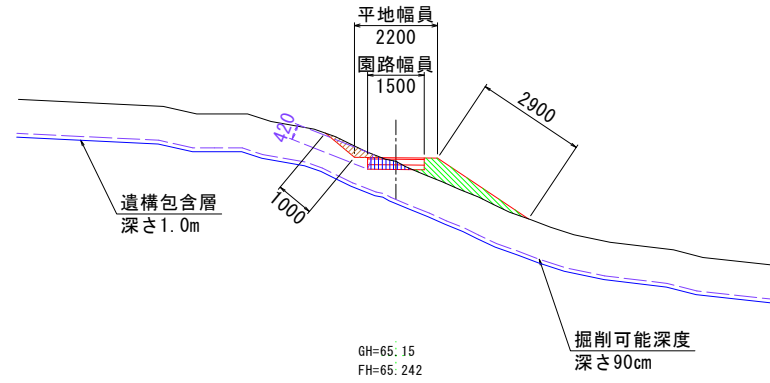 平地幅員
2200
園路幅員
1500
2900
420
1000
遺構包含層
深さ1.0m
掘削可能深度
深さ90cm
GH=65.15
FH=65.242